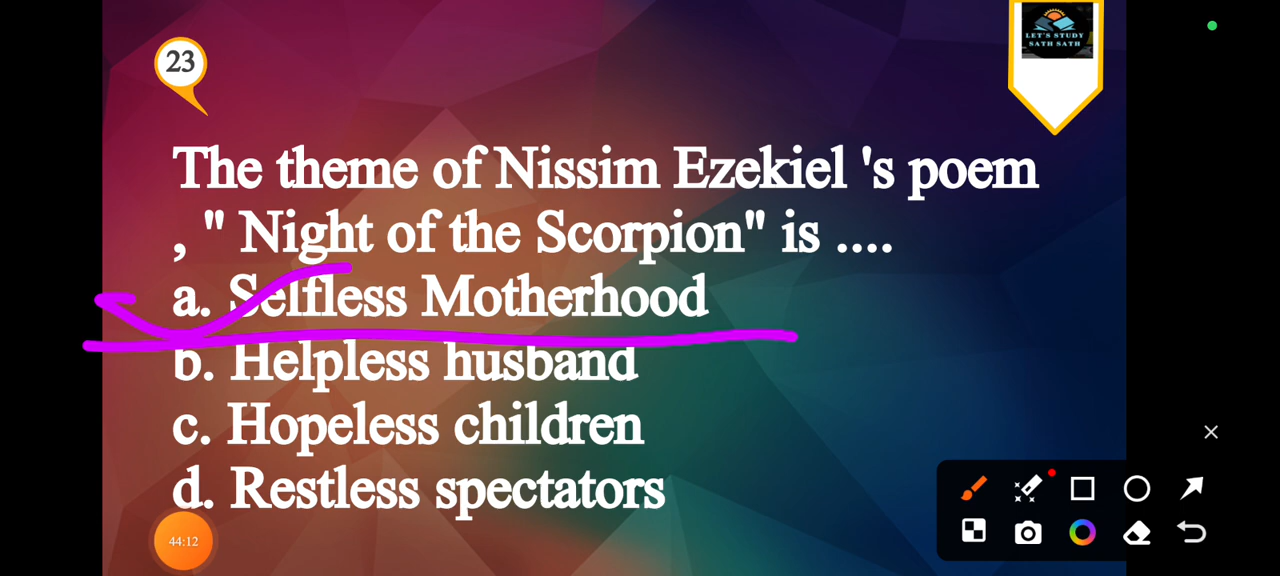 23
LET'S STUDY
SATH SATH
The theme of Nissim Ezekiel 's poem
, " Night of the Scorpion" is ....
a. Selfless Motherhood
b. Helpless husband
c. Hopeless children
d. Restless spectators
44:12